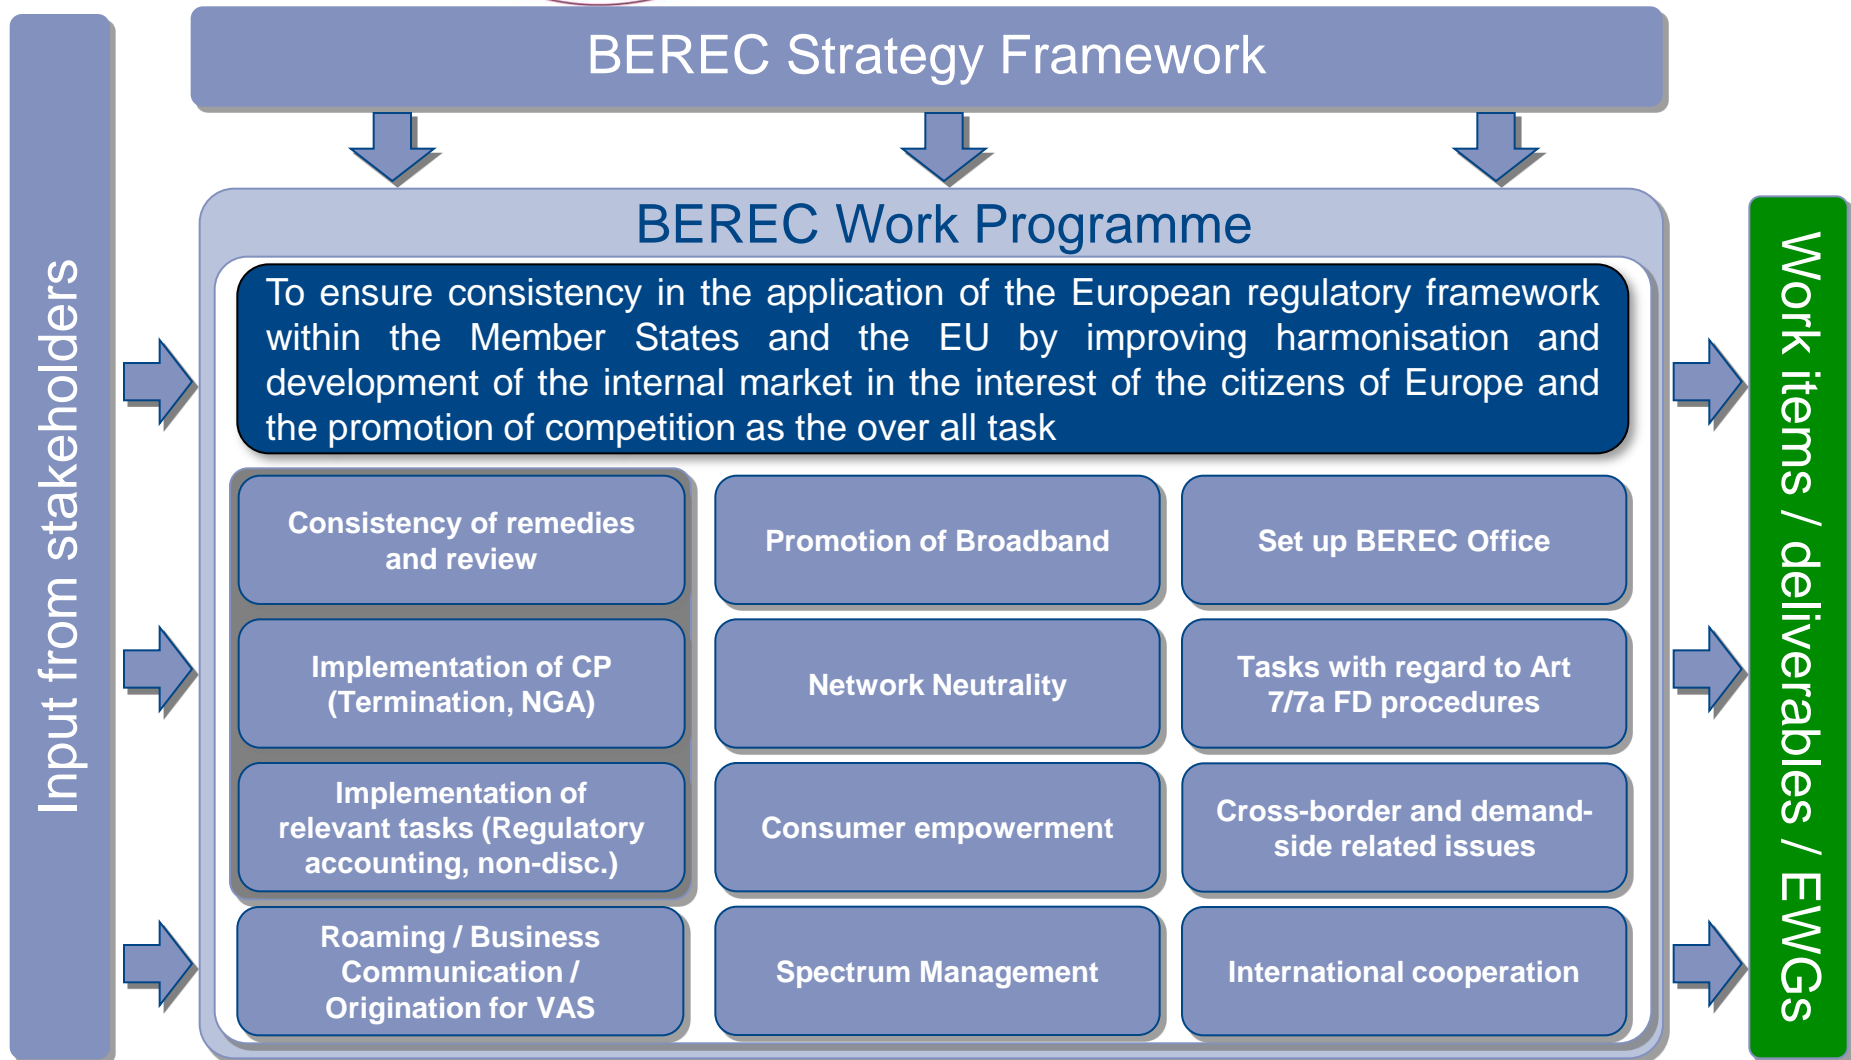 BEREC Strategy Framework
Input from stakeholders
BEREC Work Programme
To ensure consistency in the application of the European regulatory framework
within the Member States and the EU by improving harmonisation and
development of the internal market in the interest of the citizens of Europe and
the promotion of competition as the over all task
Consistency of remedies
and review
Promotion of Broadband
Set up BEREC Office
Implementation of CP
(Termination, NGA)
Network Neutrality
Tasks with regard to Art
7/7a FD procedures
Implementation of
relevant tasks (Regulatory
accounting, non-disc.)
Consumer empowerment
Cross-border and demand-
side related issues
Roaming / Business
Communication /
Origination for VAS
Spectrum Management
International cooperation
Work items / deliverables / EWGs